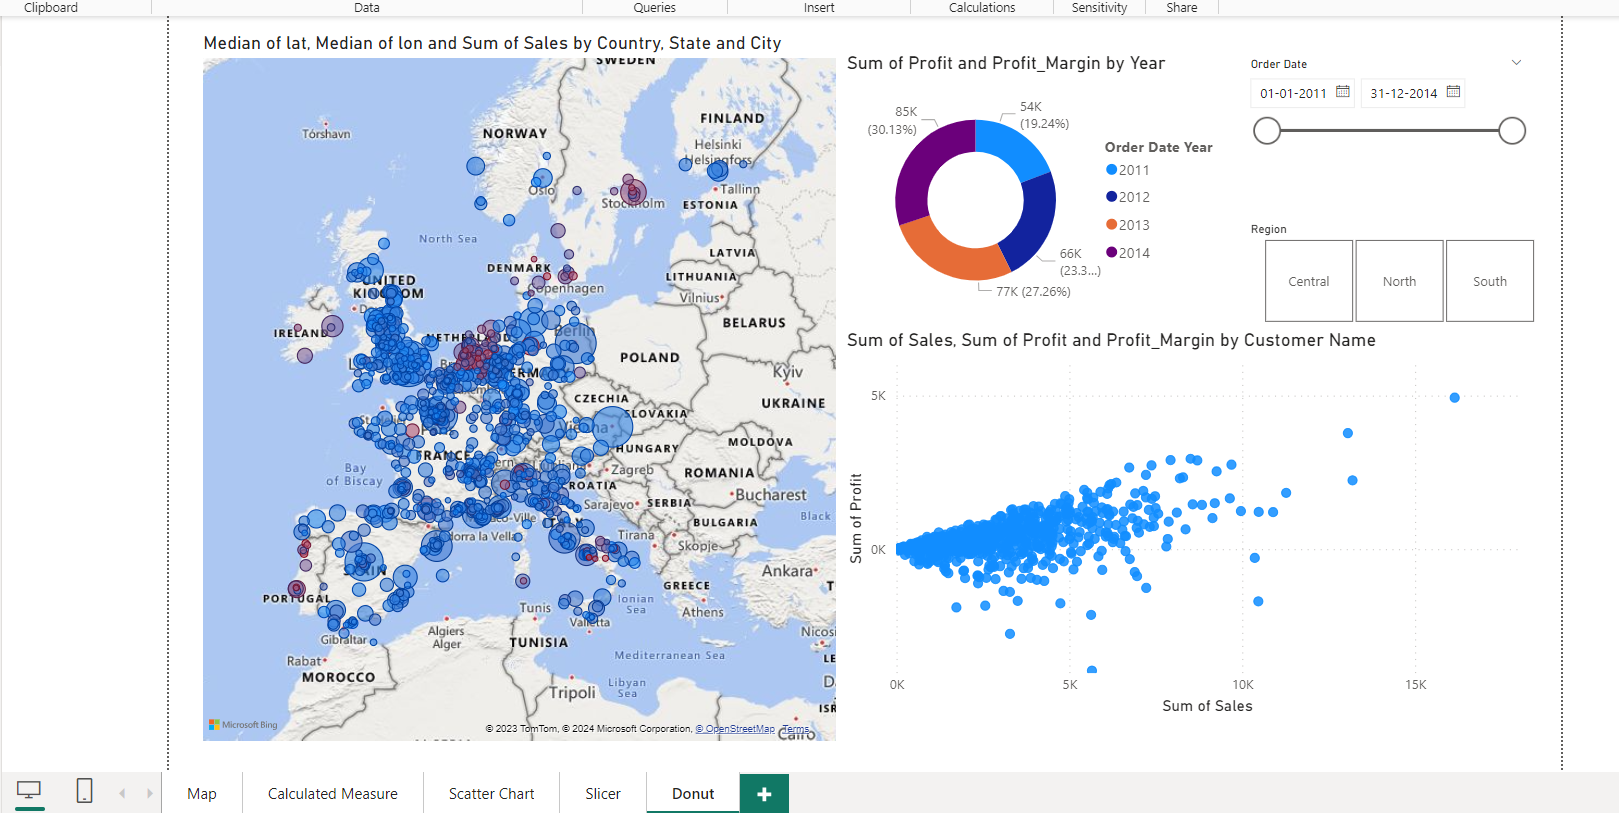 Clipboard
Data
Queries
Insert
Calculations
Sensitivity
Share
Median of lat, Median of lon and Sum of Sales by Country, State and City
SWEDEN
Tórshavn
NORWAY
FINLAND
Helsinki
Helsingfors
Oslo
Tallinn
Stockholm
ESTONIA
North Sea
LATVIA
DENMARK
LITHUANIA
Copenhagen
UNITED
KINGDOM
Vilnius
IRELAND
Berlin
BELARUS
POLAND
Kyiv
CZECHIA
UKRAINE
SLOVAKIA
Vienna
FRANCE
HUNGARY
MOLDOVA
Bay
of Biscay
Zagreb
ROMANIA
Bucharest
Sarajevo
SERBIA
BULGARIA
Black
ITALY
Tirana
Skopje
SPAIN
Ankara
GREECE
PORTUGAL
Ionian
Sea
Tunis
Athens
Valletta
Algiers
Alger
Gibraltar
TUNISIA
Nicosi
Rabat
Mediterranean Sea
LE
MOROCCO
Libyan
Sea
Tripoli
D
ISR
Microsoft Bing
© 2023 TomTom, © 2024 Microsoft Corporation, © OpenStreetMap Terms
Cairo
Sum of Profit and Profit_Margin by Year
85K
(30.13%)
54K
(19.24%)
66K
(23.3...)
77K (27.26%)
Order Date Year
2011
2012
2013
2014
Order Date
01-01-2011
31-12-2014
Region
Central
North
South
Sum of Sales, Sum of Profit and Profit_Margin by Customer Name
5K
0K
Sum of Profit
0K
5K
10K
15K
Sum of Sales
Map
Calculated Measure
Scatter Chart
Slicer
Donut
+